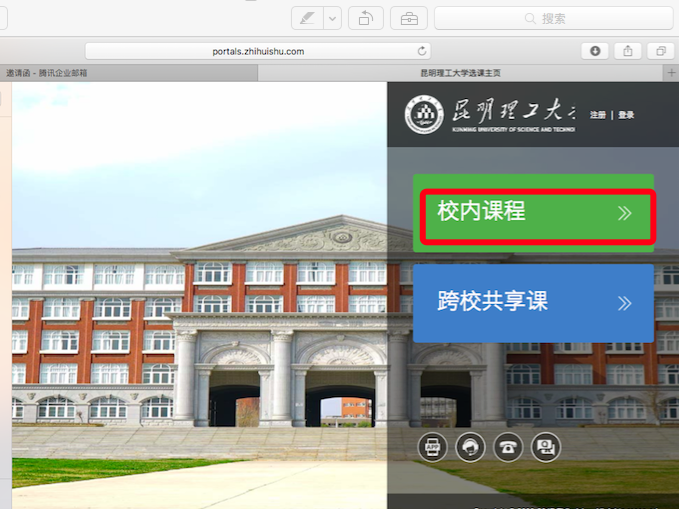 搜索
portals.zhihuishu.com
邀请函 - 腾讯企业邮箱
昆明理工大学选课主页
昆明理工大
KUNMING UNIVERSITY OF SCIENCE AND TECHNOL
注册 | 登录
校内课程
跨校共享课
APP